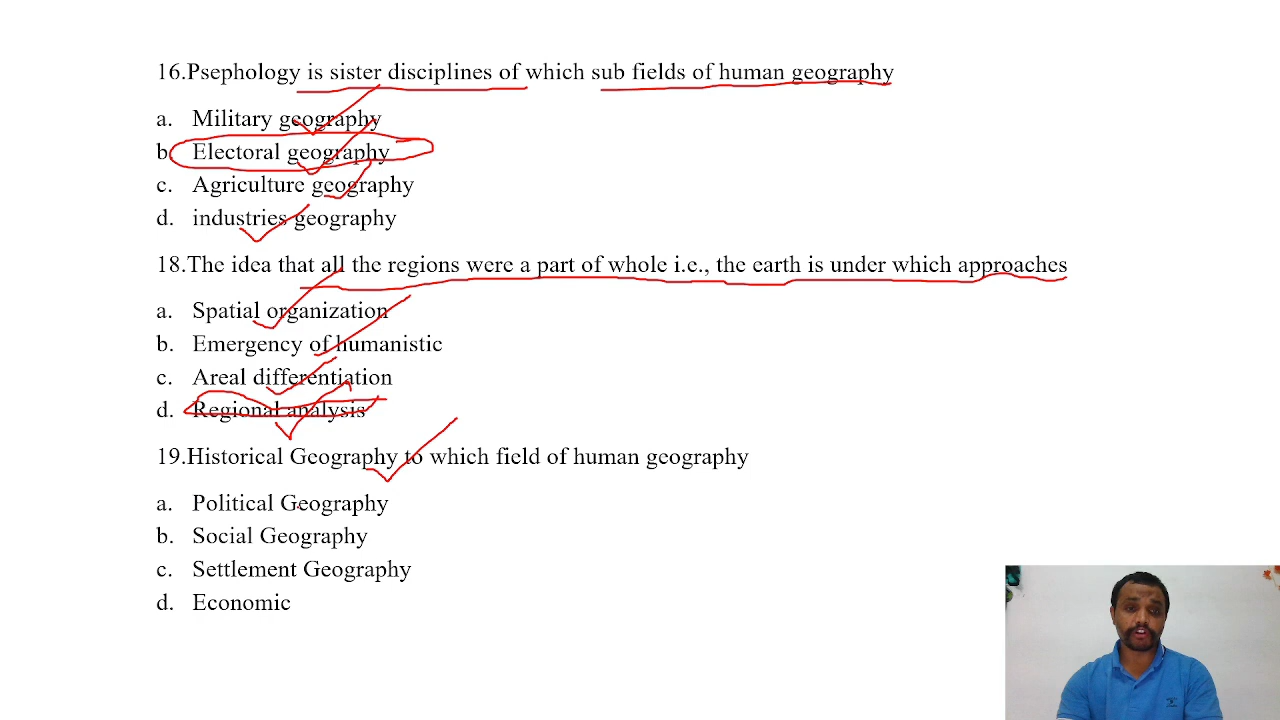 16.Psephology is sister disciplines of which sub fields of human geography
a. Military geography
b. Electoral geography
c. Agriculture geography
d. industries geography
18.The idea that all the regions were a part of whole i.e., the earth is under which approaches
a. Spatial organization
b. Emergency of humanistic
c. Areal differentiation
d. Regional analysis
19.Historical Geography to which field of human geography
a. Political Geography
b. Social Geography
c. Settlement Geography
d. Economic